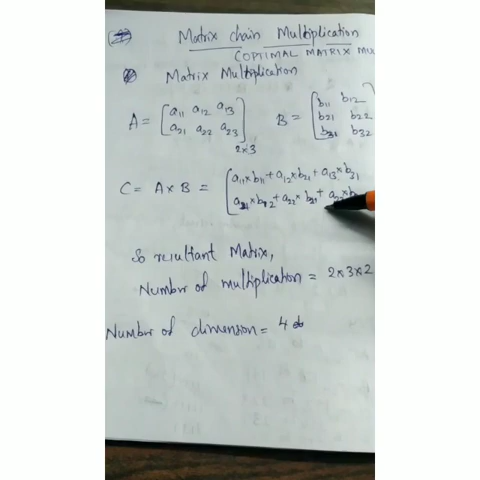 Matrix chain Multiplication
(OPTIMAL MATRIX MU
Matrix Multiplication
A = [a11 a12 a13 B = [b11 b12
a21 a22 a23] b21 b22
2×3 b31 b32
C = A×B = [a11×b11+a12×b21+a13×b31
a21×b12+a22×b21+
So resultant Matrix,
Number of multiplication = 2×3×2
Number of dimension = 4